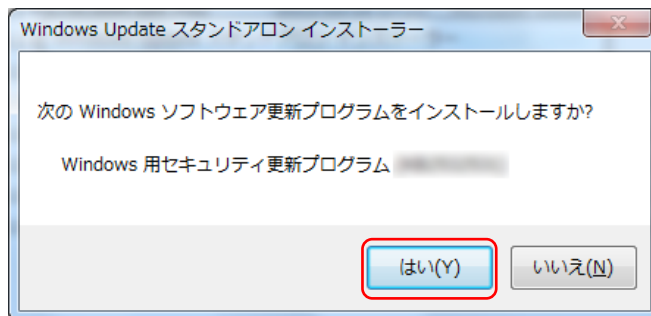 Windows Update スタンドアロン インストーラー
次の Windows ソフトウェア更新プログラムをインストールしますか?
Windows 用セキュリティ更新プログラム
はい(Y)
いいえ(N)